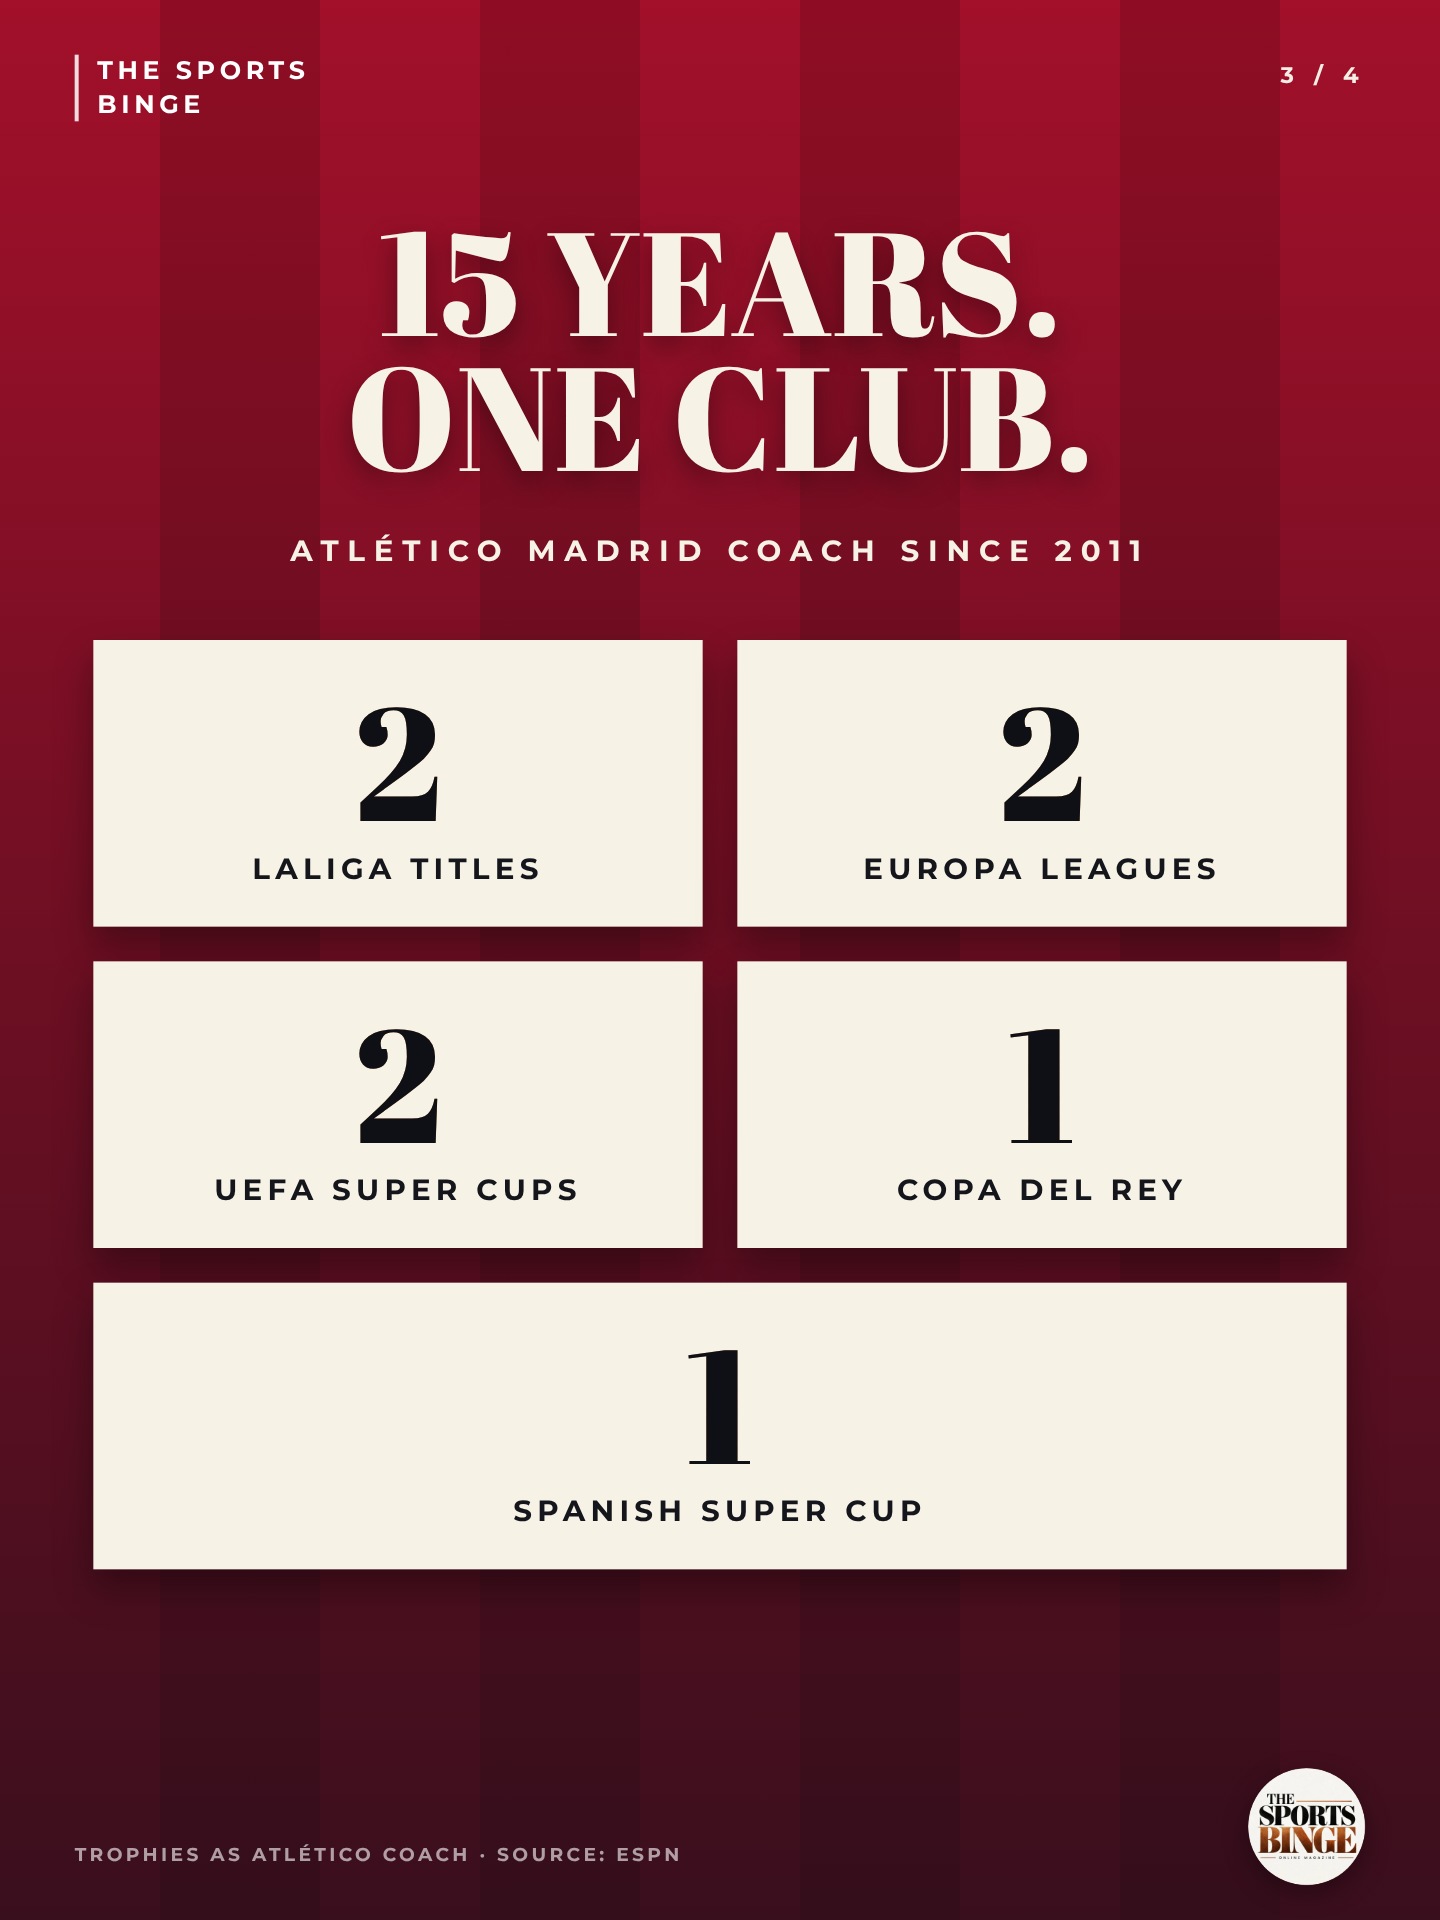 THE SPORTS
BINGE
3 / 4
15 YEARS.
ONE CLUB.
ATLÉTICO MADRID COACH SINCE 2011
2
LALIGA TITLES
2
EUROPA LEAGUES
2
UEFA SUPER CUPS
1
COPA DEL REY
1
SPANISH SUPER CUP
TROPHIES AS ATLÉTICO COACH · SOURCE: ESPN
THE
SPORTS
BINGE
ONLINE MAGAZINE